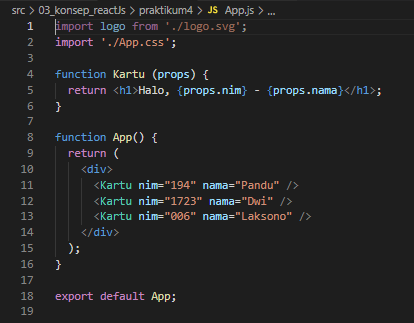 src > 03_konsep_reactJs > praktikum4 > JS App.js > ...
1 import logo from './logo.svg';
2 import './App.css';
3
4 function Kartu (props) {
5 return <h1>Halo, {props.nim} - {props.nama}</h1>;
6 }
7
8 function App() {
9 return (
10 <div>
11 <Kartu nim="194" nama="Pandu" />
12 <Kartu nim="1723" nama="Dwi" />
13 <Kartu nim="006" nama="Laksono" />
14 </div>
15 );
16 }
17
18 export default App;
19